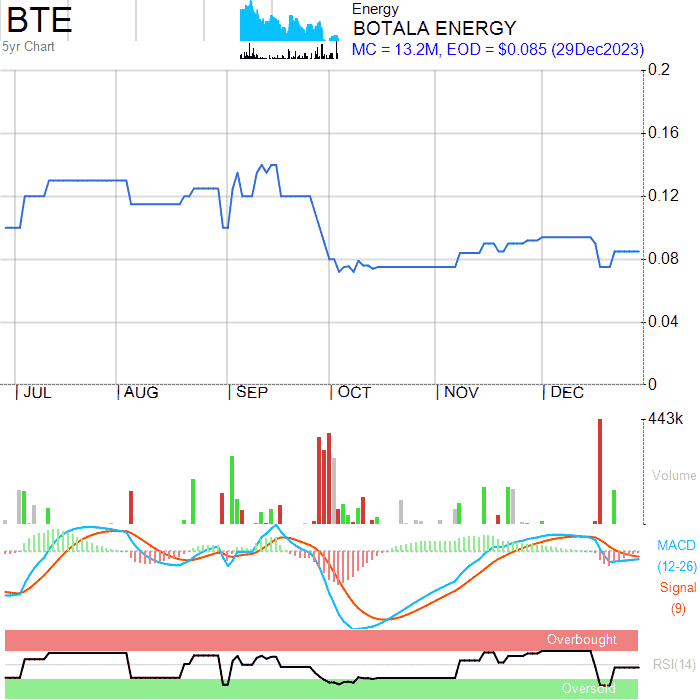 BTE
5yr Chart
Energy
BOTALA ENERGY
MC = 13.2M, EOD = $0.085 (29Dec2023)
0.2
0.16
0.12
0.08
0.04
0
JUL AUG SEP OCT NOV DEC
443k
Volume
MACD
(12-26)
Signal
(9)
Overbought
RSI(14)
Oversold